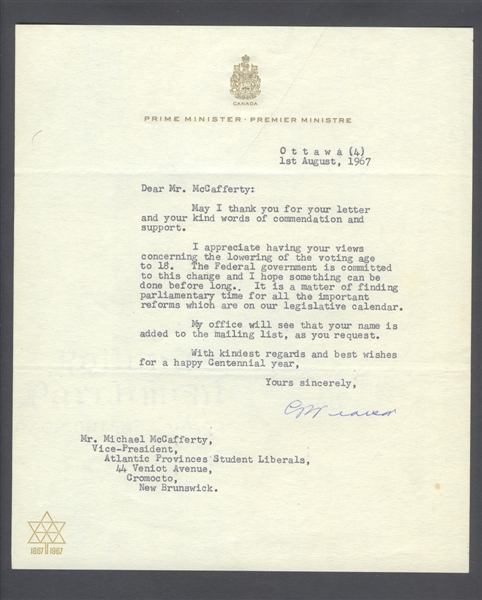 CANADA
PRIME MINISTER · PREMIER MINISTRE
Ottawa (4)
1st August, 1967
Dear Mr. McCafferty:
May I thank you for your letter
and your kind words of commendation and
support.
I appreciate having your views
concerning the lowering of the voting age
to 18. The Federal government is committed
to this change and I hope something can be
done before long.. It is a matter of finding
parliamentary time for all the important
reforms which are on our legislative calendar.
My office will see that your name is
added to the mailing list, as you request.
With kindest regards and best wishes
for a happy Centennial year,
Yours sincerely,
Mr. Michael McCafferty,
Vice-President,
Atlantic Provinces Student Liberals,
44 Veniot Avenue,
Oromocto,
New Brunswick.
1867 1967